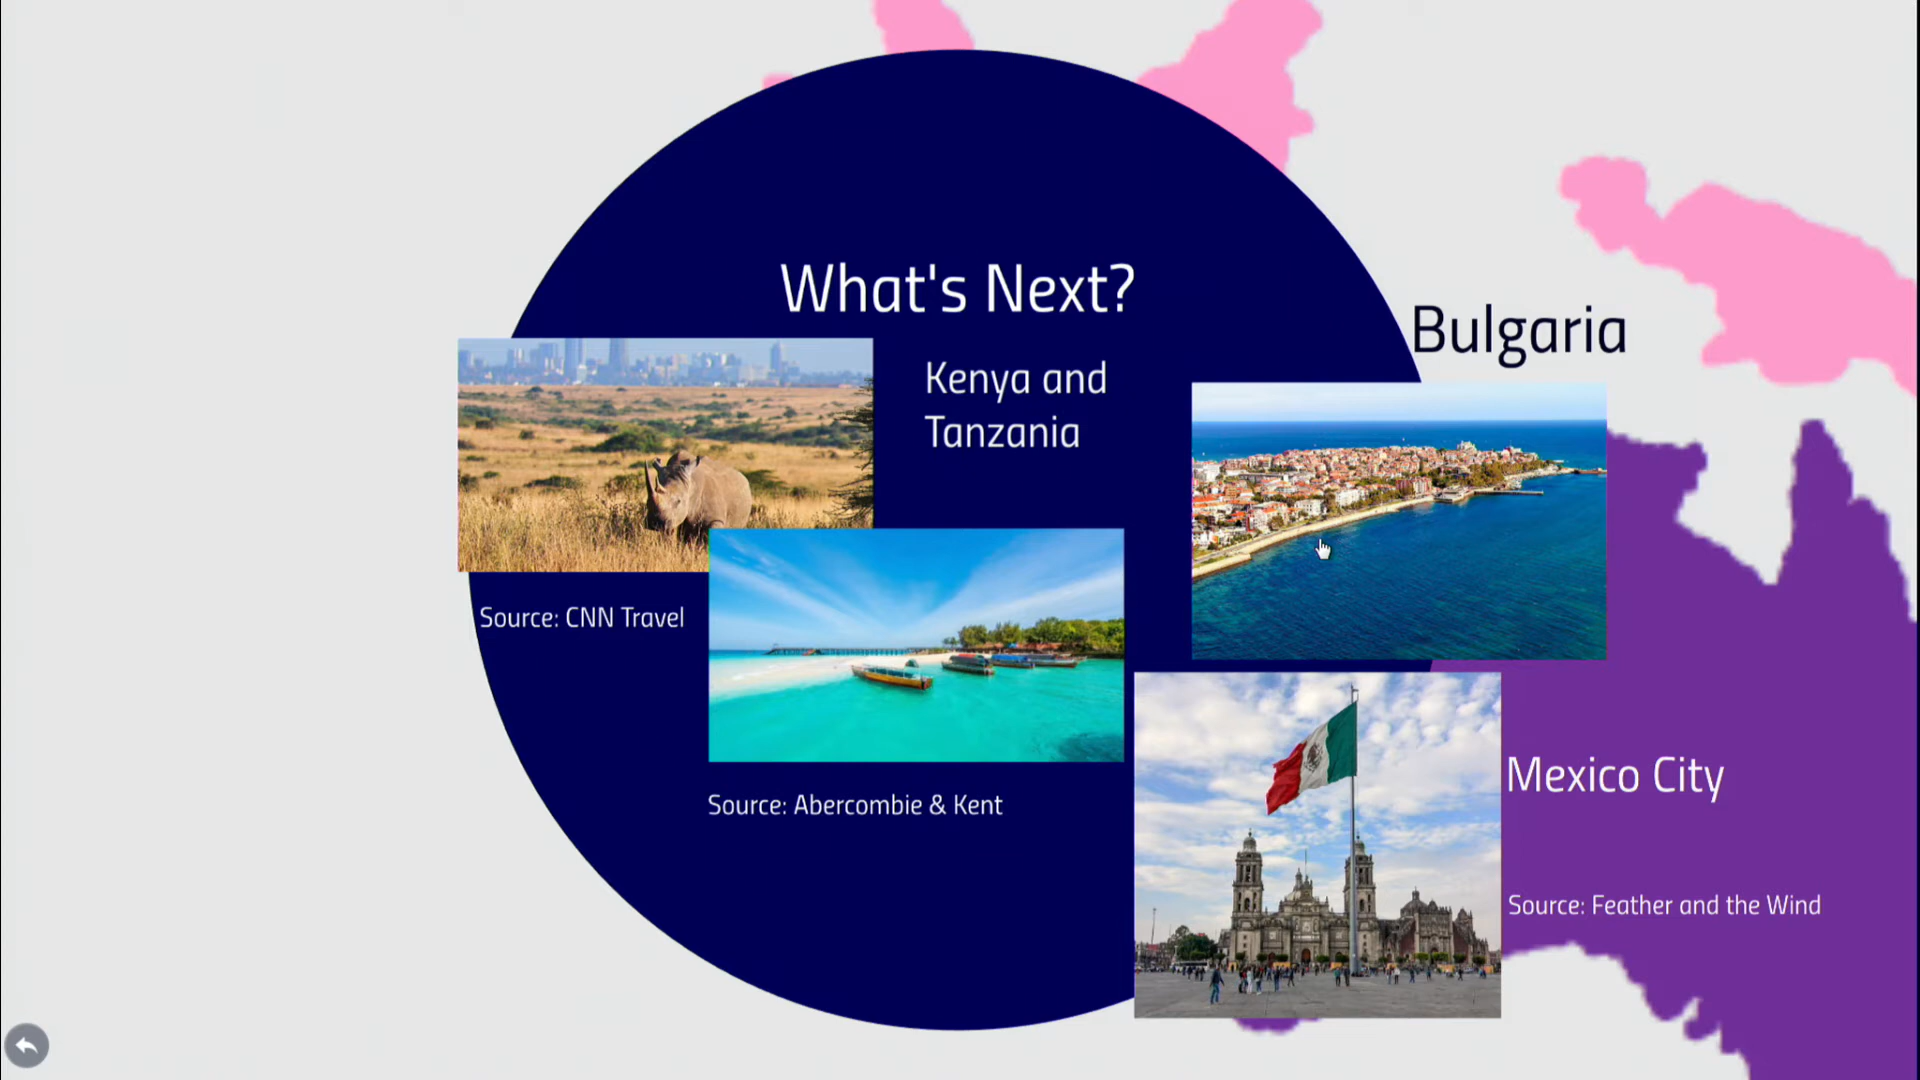 What's Next?
Kenya and
Tanzania
Bulgaria
Source: CNN Travel
Source: Abercombie & Kent
Mexico City
Source: Feather and the Wind